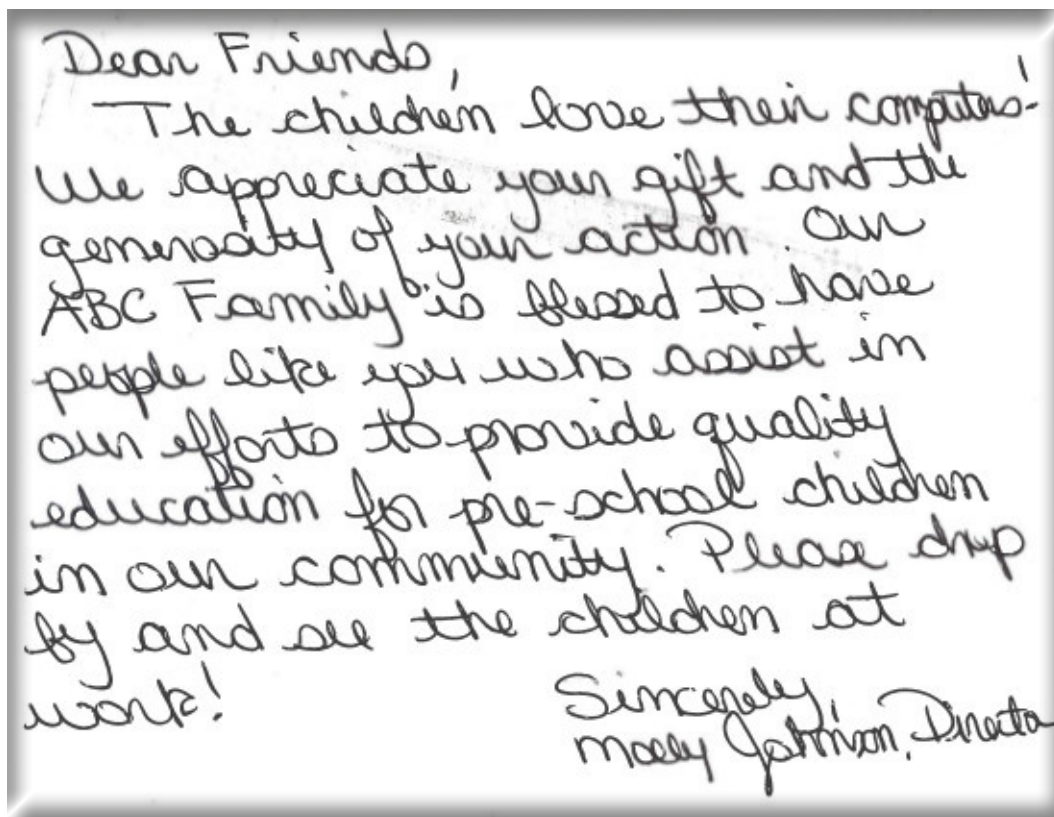 Dear Friends,
The children love their computers!
We appreciate your gift and the
generosity of your action. Our
ABC Family is blessed to have
people like you who assist in
our efforts to provide quality
education for pre-school children
in our community. Please drop
by and see the children at
work!
Sincerely,
Molly Johnson, Director